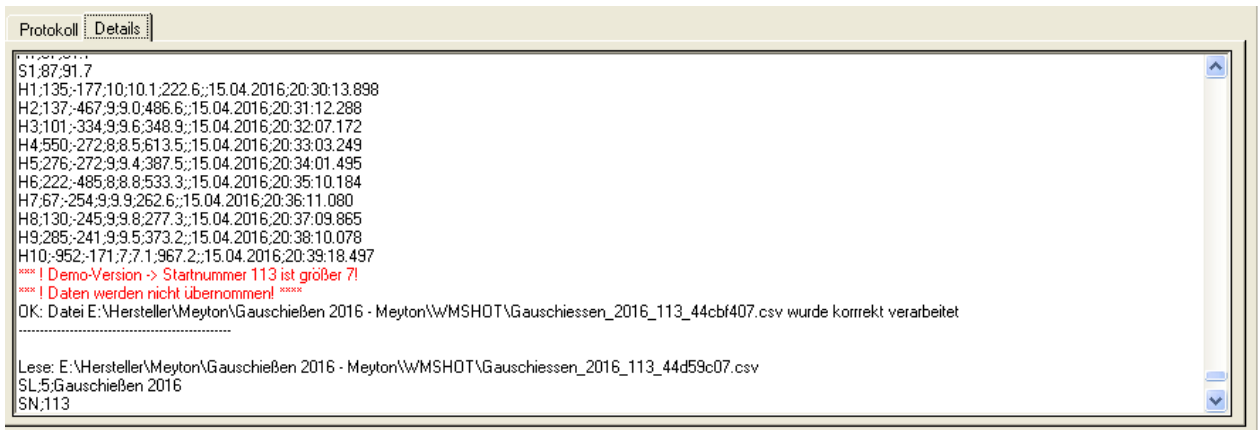 Protokoll Details
S1;87;91.7
H1;135;-177;10;10.1;222.6;;15.04.2016;20:30:13.898
H2;137;-467;9;9.0;486.6;;15.04.2016;20:31:12.288
H3;101;-334;9;9.6;348.9;;15.04.2016;20:32:07.172
H4;550;-272;8;8.5;613.5;;15.04.2016;20:33:03.249
H5;276;-272;9;9.4;387.5;;15.04.2016;20:34:01.495
H6;222;-485;8;8.8;533.3;;15.04.2016;20:35:10.184
H7;67;-254;9;9.9;262.6;;15.04.2016;20:36:11.080
H8;130;-245;9;9.8;277.3;;15.04.2016;20:37:09.865
H9;285;-241;9;9.5;373.2;;15.04.2016;20:38:10.078
H10;-952;-171;7;7.1;967.2;;15.04.2016;20:39:18.497
*** ! Demo-Version -> Startnummer 113 ist größer 7!
*** ! Daten werden nicht übernommen! ****
OK: Datei E:\Hersteller\Meyton\Gauschießen 2016 - Meyton\WMSHOT\Gauschiessen_2016_113_44cbf407.csv wurde korrrekt verarbeitet
------------------------------------------------
Lese: E:\Hersteller\Meyton\Gauschießen 2016 - Meyton\WMSHOT\Gauschiessen_2016_113_44d59c07.csv
SL;5;Gauschießen 2016
SN;113